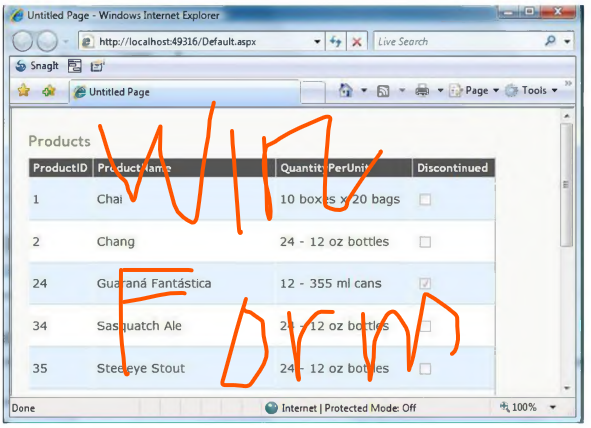 Untitled Page - Windows Internet Explorer
http://localhost:49316/Default.aspx Live Search
SnagIt
Untitled Page Page Tools
Products
ProductID ProductName QuantityPerUnit Discontinued
1 Chai 10 boxes x 20 bags
2 Chang 24 - 12 oz bottles
24 Guaraná Fantástica 12 - 355 ml cans
34 Sasquatch Ale 24 - 12 oz bottles
35 Steeleye Stout 24 - 12 oz bottles
Done Internet | Protected Mode: Off 100%
Win
Form